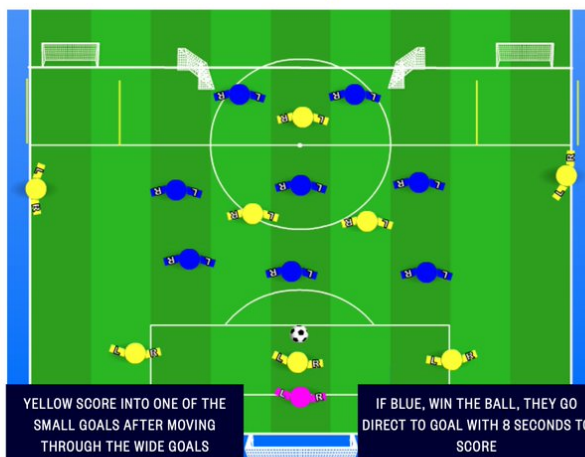 YELLOW SCORE INTO ONE OF THE
SMALL GOALS AFTER MOVING
THROUGH THE WIDE GOALS
IF BLUE, WIN THE BALL, THEY GO
DIRECT TO GOAL WITH 8 SECONDS TO
SCORE